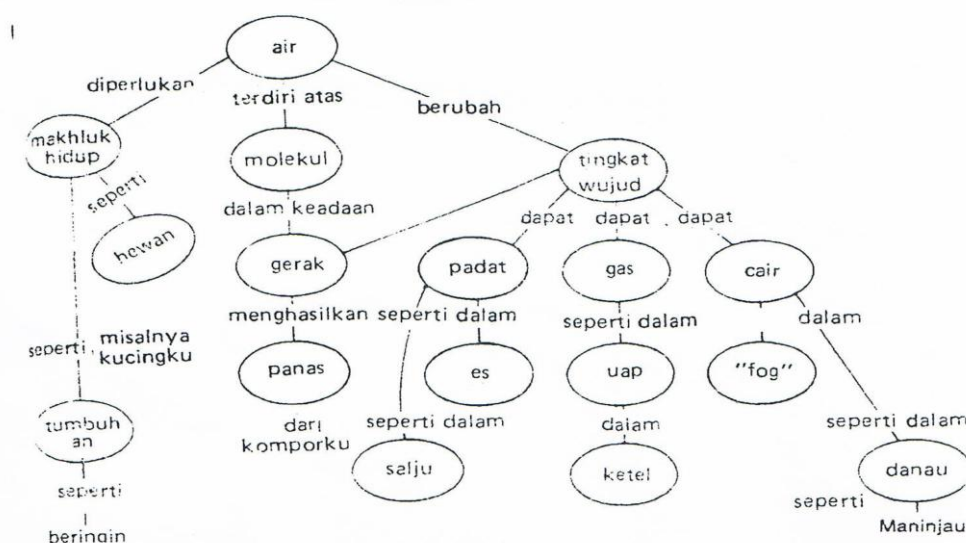 I
air
diperlukan
terdiri atas
berubah
makhluk
hidup
molekul
tingkat
wujud
seperti
dalam keadaan
dapat
dapat
dapat
hewan
gerak
padat
gas
cair
menghasilkan
seperti dalam
seperti dalam
dalam
seperti
misalnya
kucingku
panas
es
uap
"fog"
tumbuh
an
dari
komporku
seperti dalam
dalam
seperti dalam
salju
ketel
danau
seperti
seperti
beringin
Maninjau